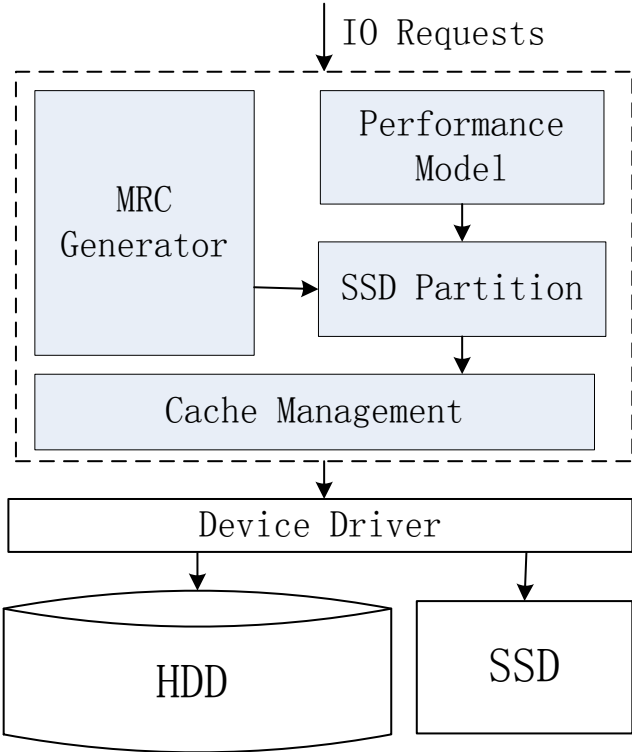 IO Requests
MRC
Generator
Performance
Model
SSD Partition
Cache Management
Device Driver
HDD
SSD